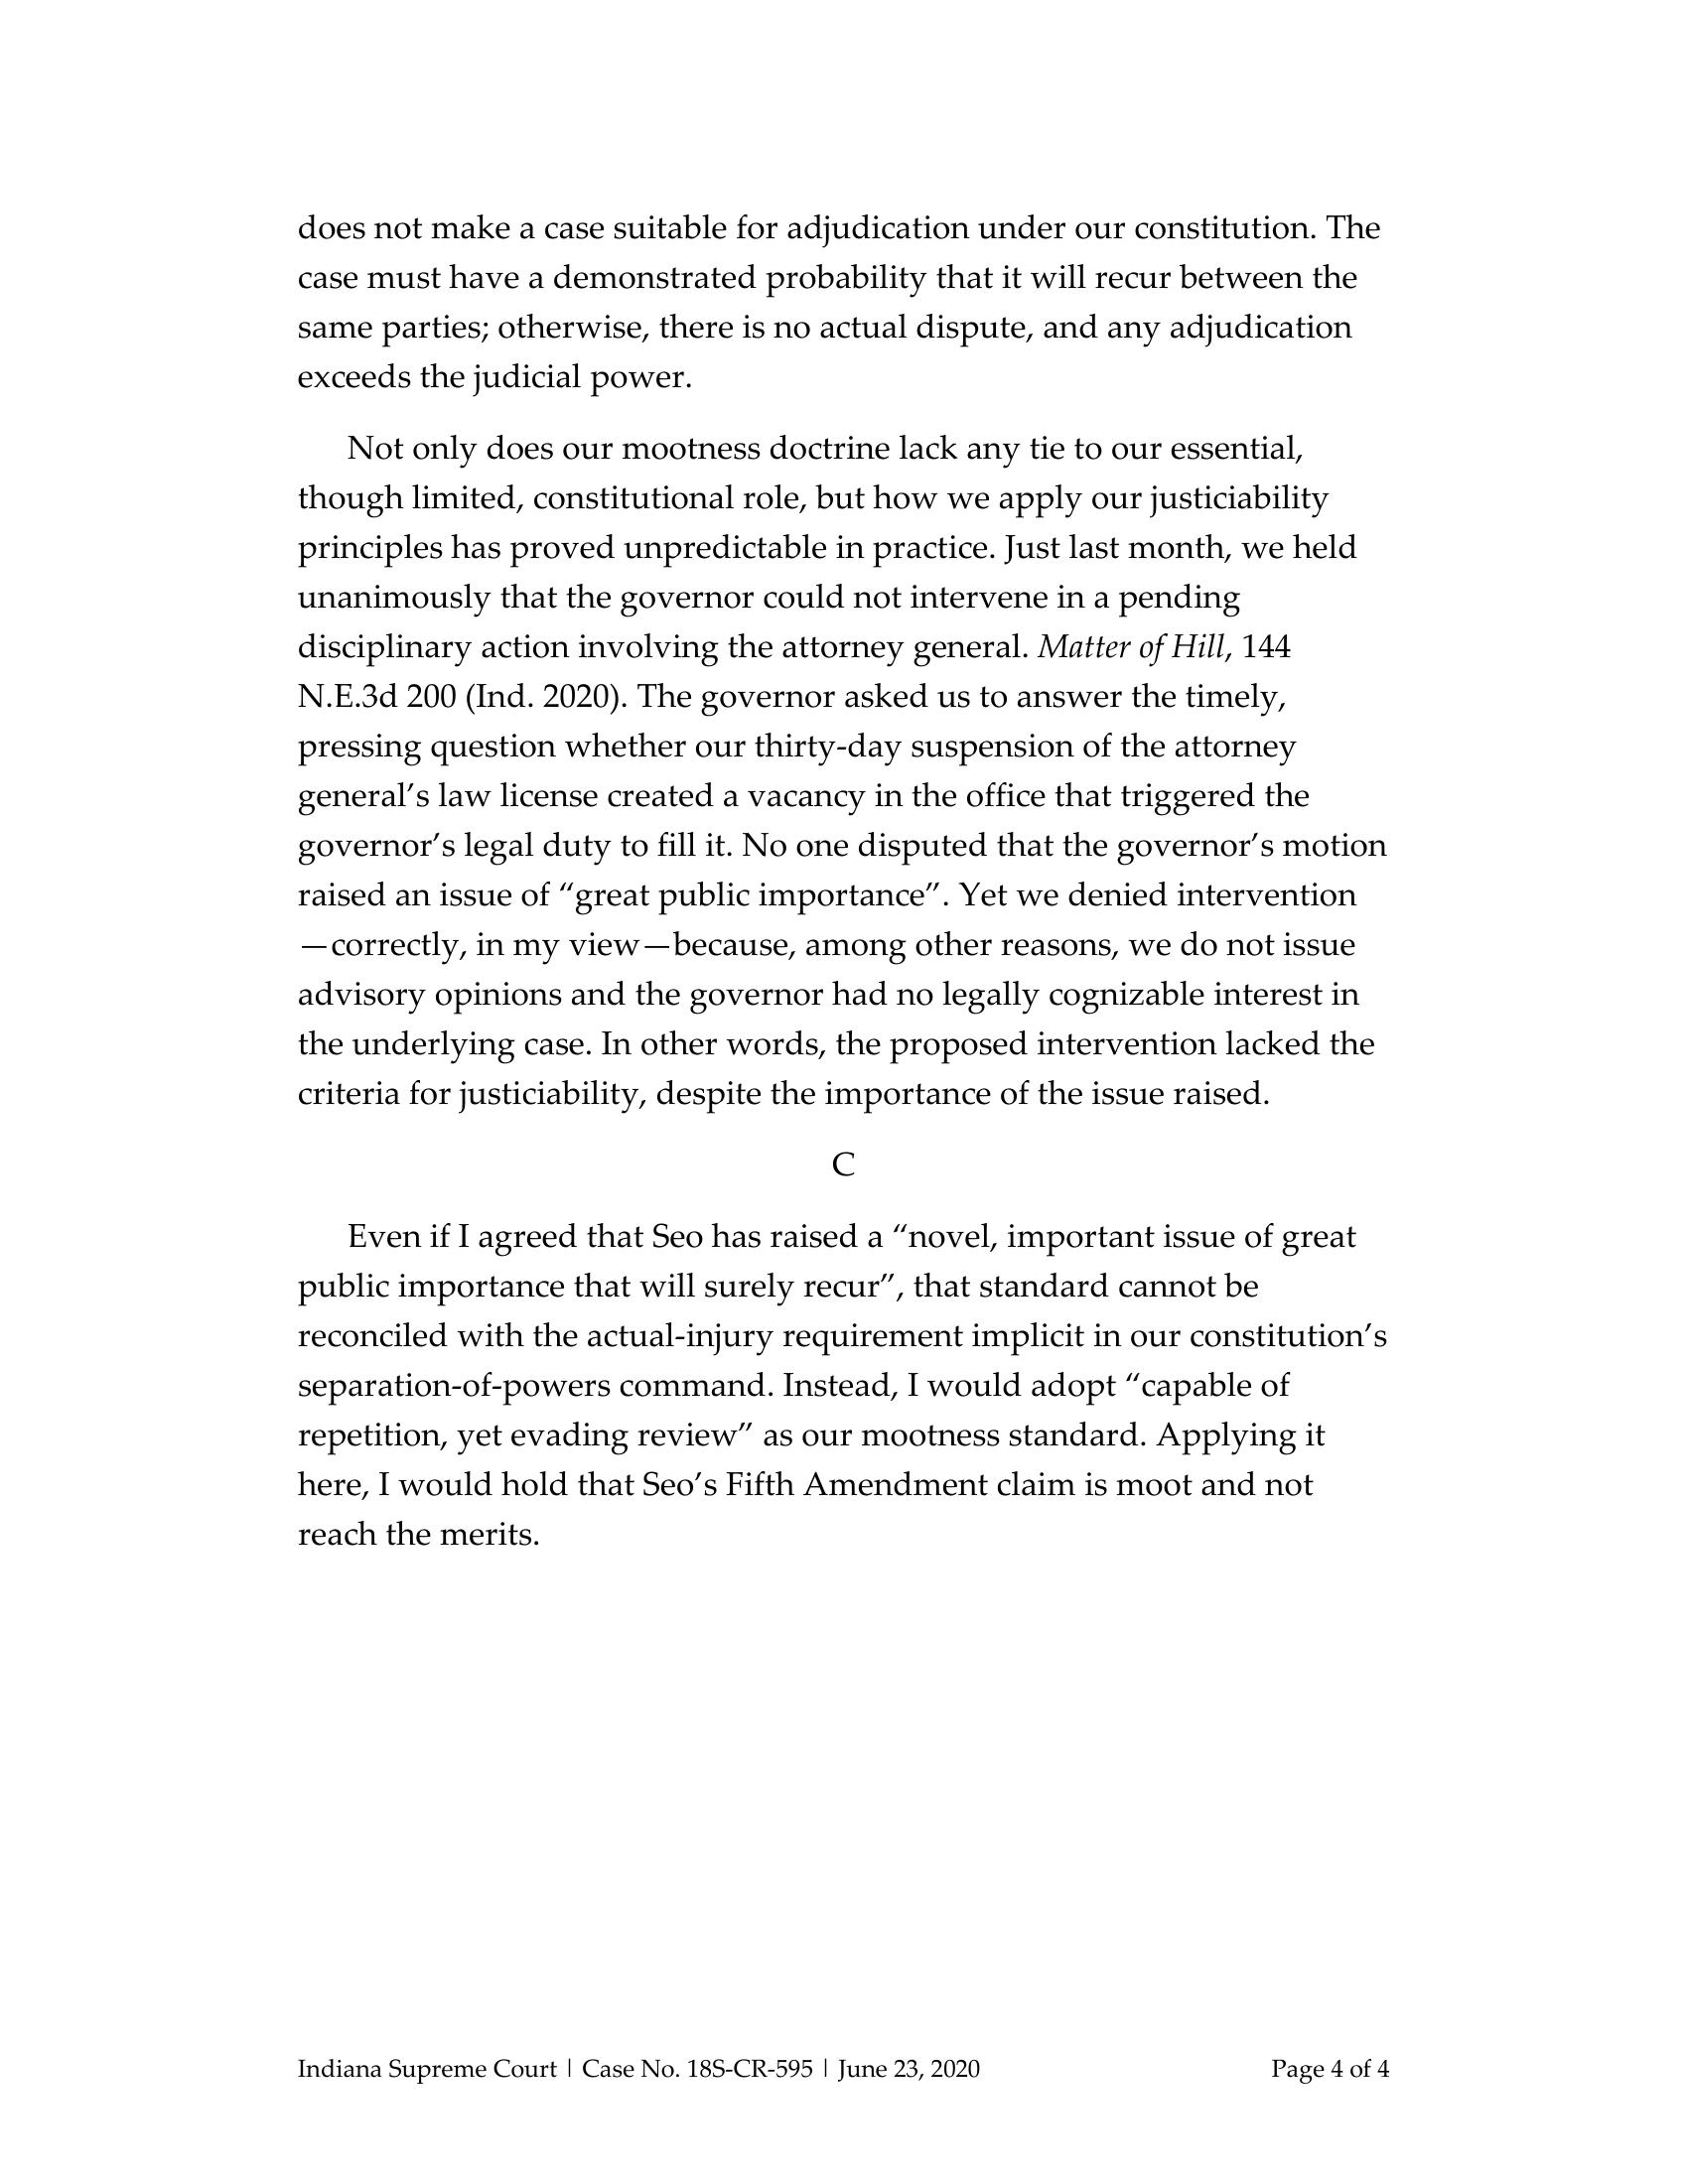 does not make a case suitable for adjudication under our constitution. The
case must have a demonstrated probability that it will recur between the
same parties; otherwise, there is no actual dispute, and any adjudication
exceeds the judicial power.
Not only does our mootness doctrine lack any tie to our essential,
though limited, constitutional role, but how we apply our justiciability
principles has proved unpredictable in practice. Just last month, we held
unanimously that the governor could not intervene in a pending
disciplinary action involving the attorney general. Matter of Hill, 144
N.E.3d 200 (Ind. 2020). The governor asked us to answer the timely,
pressing question whether our thirty-day suspension of the attorney
general’s law license created a vacancy in the office that triggered the
governor’s legal duty to fill it. No one disputed that the governor’s motion
raised an issue of “great public importance”. Yet we denied intervention
—correctly, in my view—because, among other reasons, we do not issue
advisory opinions and the governor had no legally cognizable interest in
the underlying case. In other words, the proposed intervention lacked the
criteria for justiciability, despite the importance of the issue raised.
C
Even if I agreed that Seo has raised a “novel, important issue of great
public importance that will surely recur”, that standard cannot be
reconciled with the actual-injury requirement implicit in our constitution’s
separation-of-powers command. Instead, I would adopt “capable of
repetition, yet evading review” as our mootness standard. Applying it
here, I would hold that Seo’s Fifth Amendment claim is moot and not
reach the merits.
Indiana Supreme Court | Case No. 18S-CR-595 | June 23, 2020 Page 4 of 4